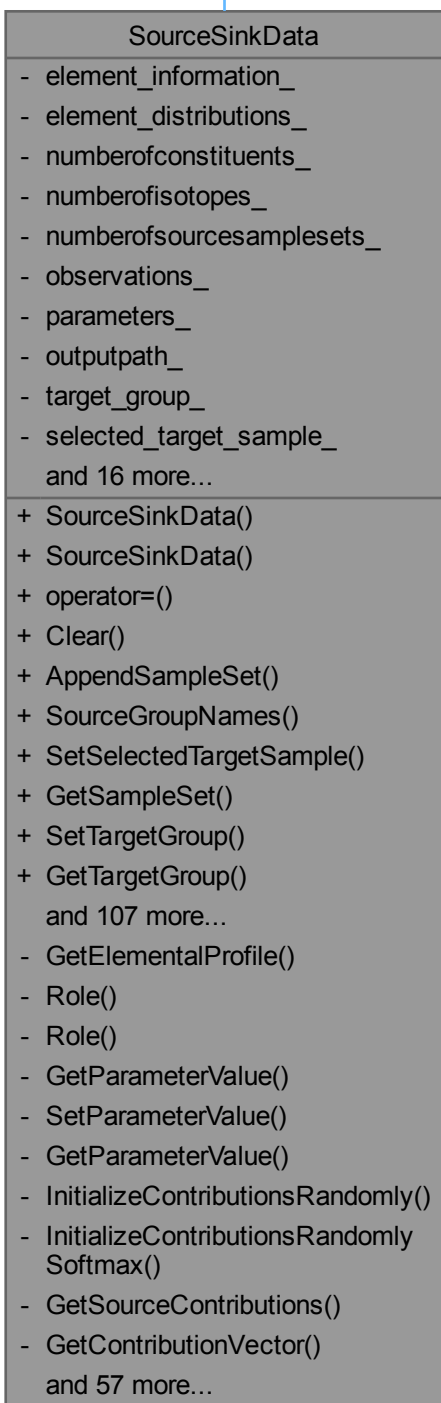 SourceSinkData
- element_information_
- element_distributions_
- numberofconstituents_
- numberofisotopes_
- numberofsourcesamplesets_
- observations_
- parameters_
- outputpath_
- target_group_
- selected_target_sample_
and 16 more...
+ SourceSinkData()
+ SourceSinkData()
+ operator=()
+ Clear()
+ AppendSampleSet()
+ SourceGroupNames()
+ SetSelectedTargetSample()
+ GetSampleSet()
+ SetTargetGroup()
+ GetTargetGroup()
and 107 more...
- GetElementalProfile()
- Role()
- Role()
- GetParameterValue()
- SetParameterValue()
- GetParameterValue()
- InitializeContributionsRandomly()
- InitializeContributionsRandomly
Softmax()
- GetSourceContributions()
- GetContributionVector()
and 57 more...